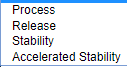 Process
Release
Stability
Accelerated Stability